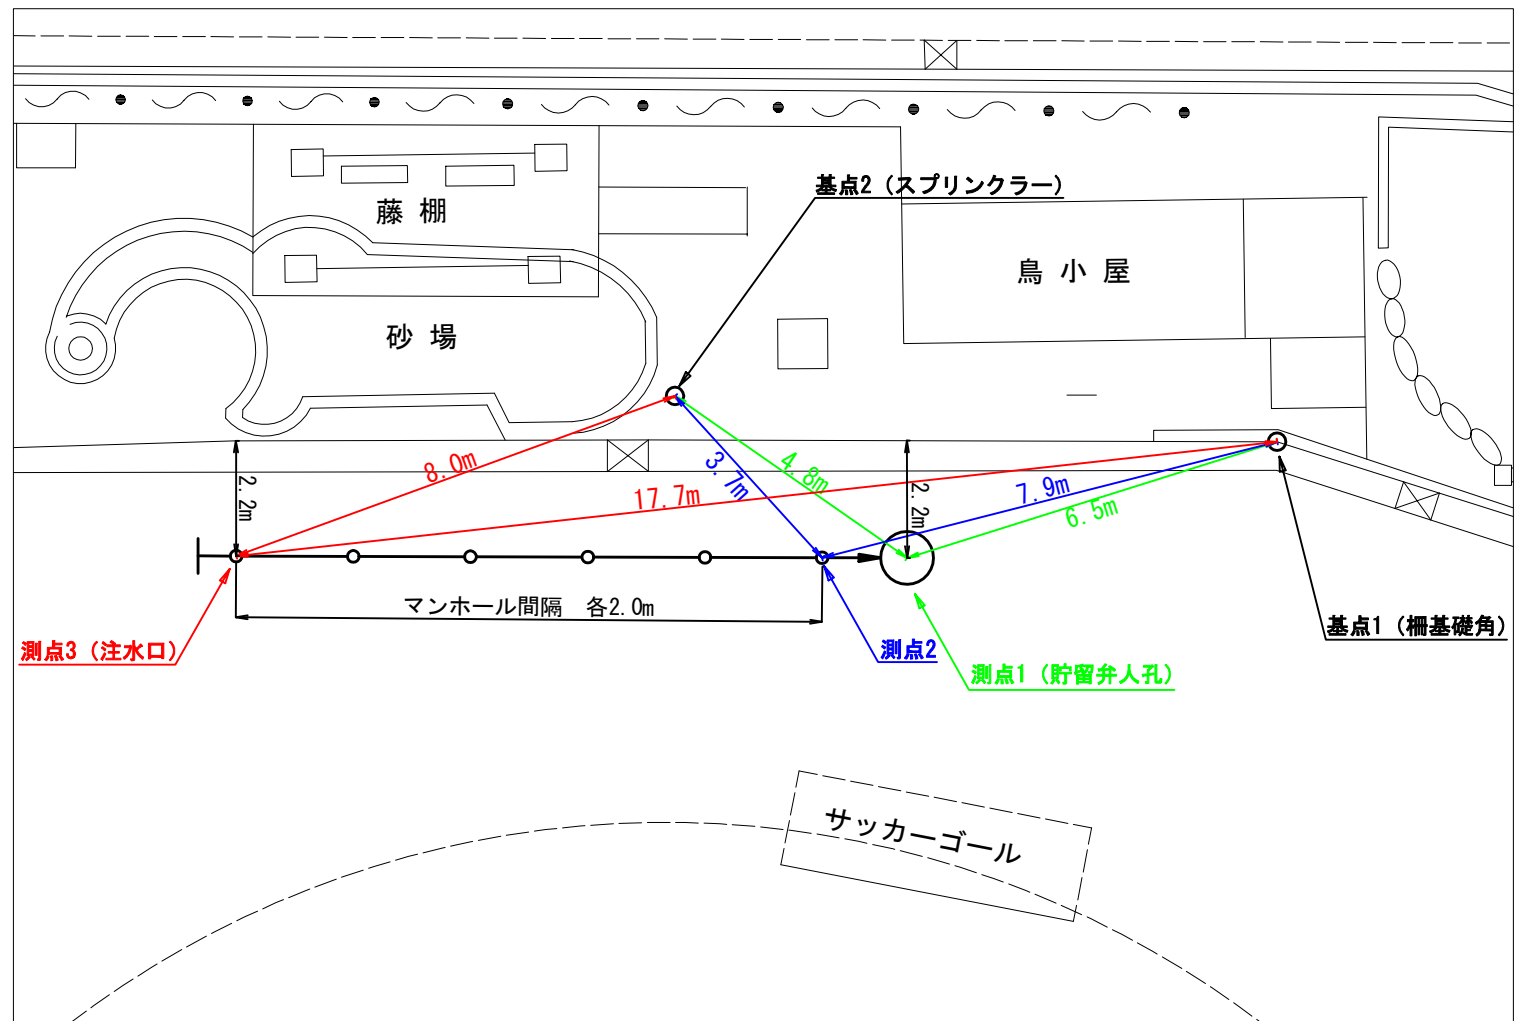 基点2（スプリンクラー）
藤 棚
鳥 小 屋
砂 場
8.0m
3.7m
4.8m
2.2m
17.7m
2.2m
7.9m
6.5m
マンホール間隔　各2.0m
測点3（注水口）
測点2
測点1（貯留弁人孔）
基点1（柵基礎角）
サッカーゴール